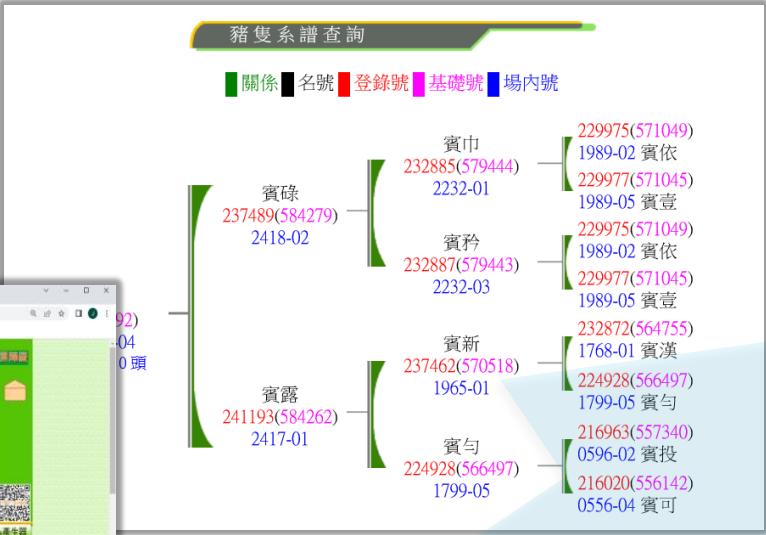 豬隻系譜查詢
關係 名號 登錄號 基礎號 場內號
92)
-04
0 頭
賓碌
237489(584279)
2418-02
賓露
241193(584262)
2417-01
賓巾
232885(579444)
2232-01
賓矜
232887(579443)
2232-03
賓新
237462(570518)
1965-01
賓勻
224928(566497)
1799-05
229975(571049)
1989-02 賓依
229977(571045)
1989-05 賓壹
229975(571049)
1989-02 賓依
229977(571045)
1989-05 賓壹
232872(564755)
1768-01 賓漢
224928(566497)
1799-05 賓勻
216963(557340)
0596-02 賓投
216020(556142)
0556-04 賓可